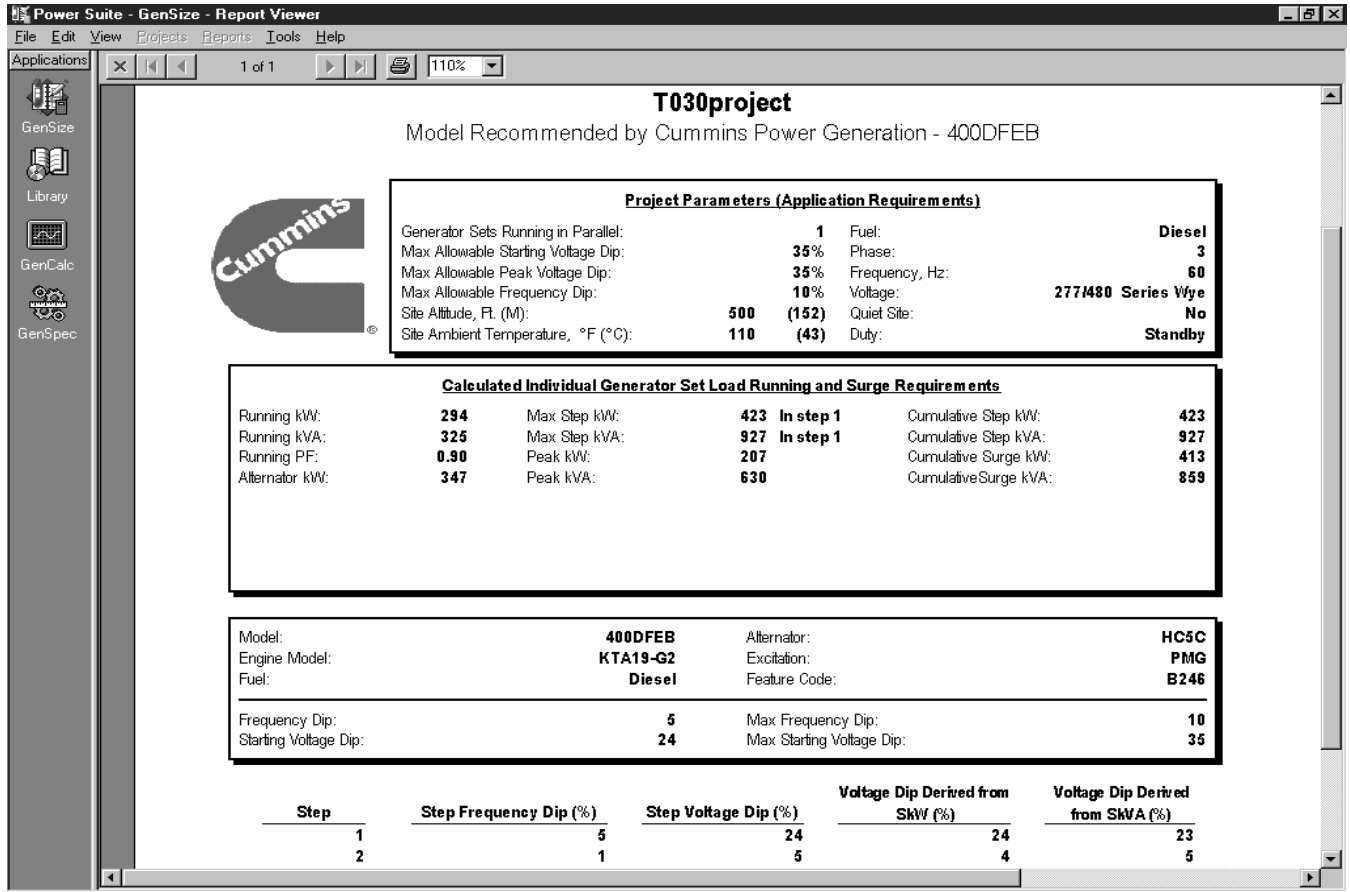 Power Suite - GenSize - Report Viewer
File Edit View Projects Reports Tools Help
Applications
1 of 1 110%
GenSize
Library
GenCalc
GenSpec
T030project
Model Recommended by Cummins Power Generation - 400DFEB
Cummins ®
Project Parameters (Application Requirements)
Generator Sets Running in Parallel: 1 Fuel: Diesel
Max Allowable Starting Voltage Dip: 35% Phase: 3
Max Allowable Peak Voltage Dip: 35% Frequency, Hz: 60
Max Allowable Frequency Dip: 10% Voltage: 277/480 Series Wye
Site Altitude, Ft. (M): 500 (152) Quiet Site: No
Site Ambient Temperature, °F (°C): 110 (43) Duty: Standby
Calculated Individual Generator Set Load Running and Surge Requirements
Running kW: 294 Max Step kW: 423 In step 1 Cumulative Step kW: 423
Running kVA: 325 Max Step kVA: 927 In step 1 Cumulative Step kVA: 927
Running PF: 0.90 Peak kW: 207 Cumulative Surge kW: 413
Alternator kW: 347 Peak kVA: 630 CumulativeSurge kVA: 859
Model: 400DFEB Alternator: HC5C
Engine Model: KTA19-G2 Excitation: PMG
Fuel: Diesel Feature Code: B246
Frequency Dip: 5 Max Frequency Dip: 10
Starting Voltage Dip: 24 Max Starting Voltage Dip: 35
Step Step Frequency Dip (%) Step Voltage Dip (%) Voltage Dip Derived from SkW (%) Voltage Dip Derived from SkVA (%)
1 5 24 24 23
2 1 5 4 5